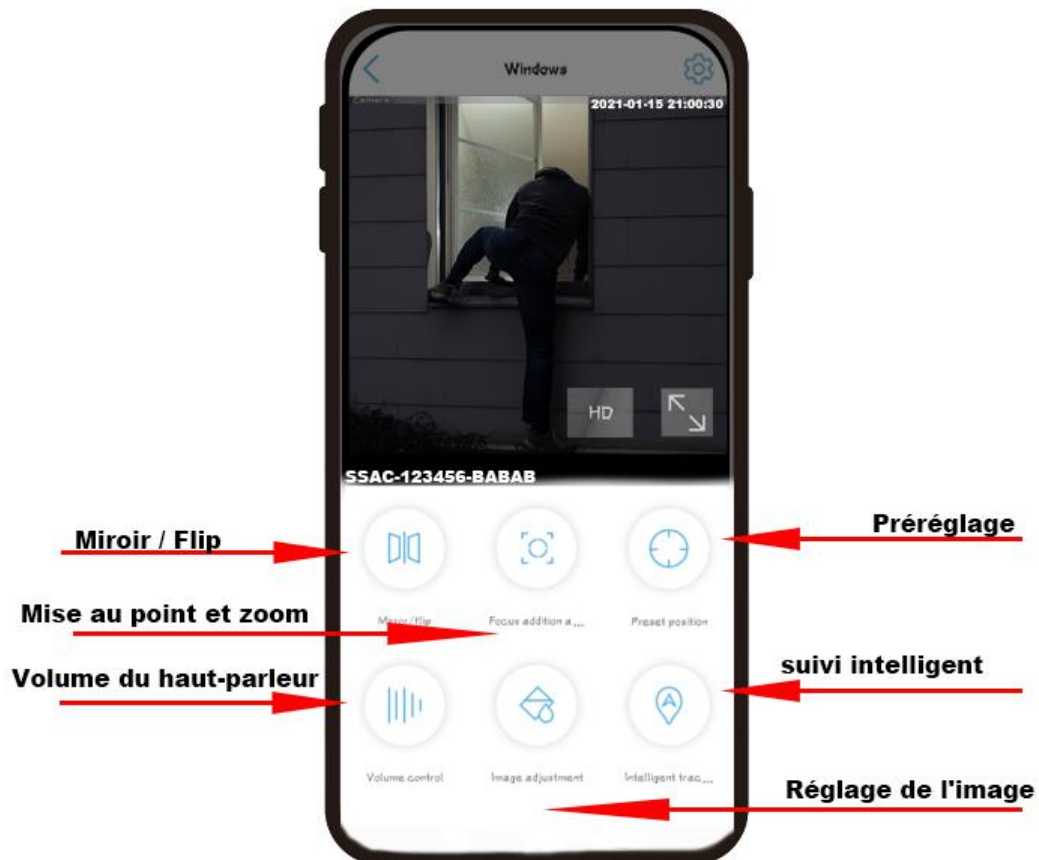 Windows
Camera
2021-01-15 21:00:30
HD
SSAC-123456-BABAB
Miroir / Flip
Préréglage
Mise au point et zoom
Mirror/flip
Focus addition a...
Preset position
Volume du haut-parleur
suivi intelligent
Volume control
Image adjustment
Intelligent trac...
Réglage de l'image